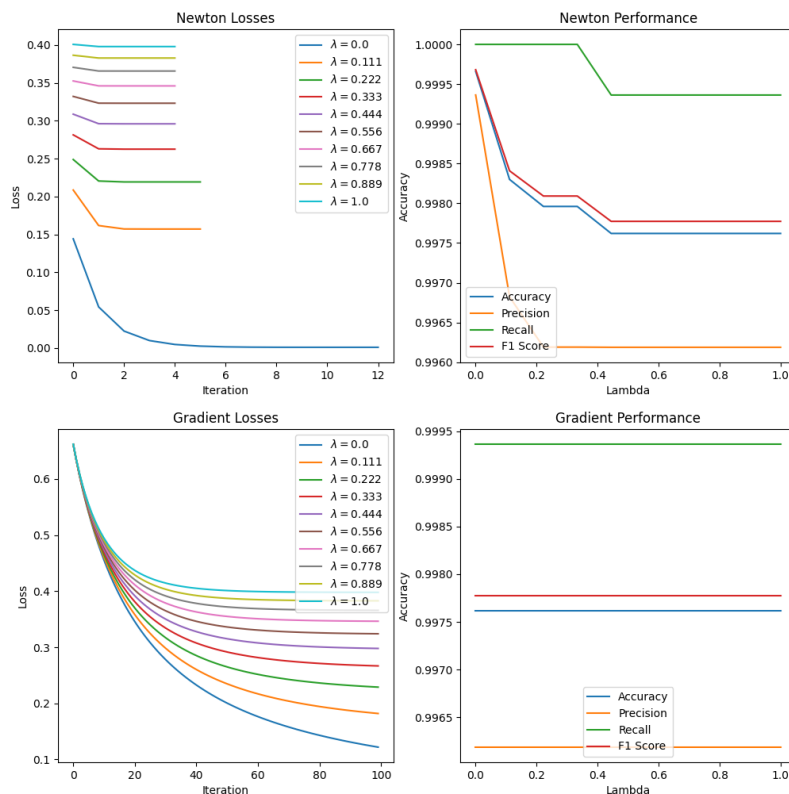 Newton Losses
Loss
0.40
0.35
0.30
0.25
0.20
0.15
0.10
0.05
0.00
0
2
4
6
8
10
12
Iteration
λ = 0.0
λ = 0.111
λ = 0.222
λ = 0.333
λ = 0.444
λ = 0.556
λ = 0.667
λ = 0.778
λ = 0.889
λ = 1.0
Newton Performance
Accuracy
1.0000
0.9995
0.9990
0.9985
0.9980
0.9975
0.9970
0.9965
0.9960
0.0
0.2
0.4
0.6
0.8
1.0
Lambda
Accuracy
Precision
Recall
F1 Score
Gradient Losses
Loss
0.6
0.5
0.4
0.3
0.2
0.1
0
20
40
60
80
100
Iteration
λ = 0.0
λ = 0.111
λ = 0.222
λ = 0.333
λ = 0.444
λ = 0.556
λ = 0.667
λ = 0.778
λ = 0.889
λ = 1.0
Gradient Performance
Accuracy
0.9995
0.9990
0.9985
0.9980
0.9975
0.9970
0.9965
0.0
0.2
0.4
0.6
0.8
1.0
Lambda
Accuracy
Precision
Recall
F1 Score